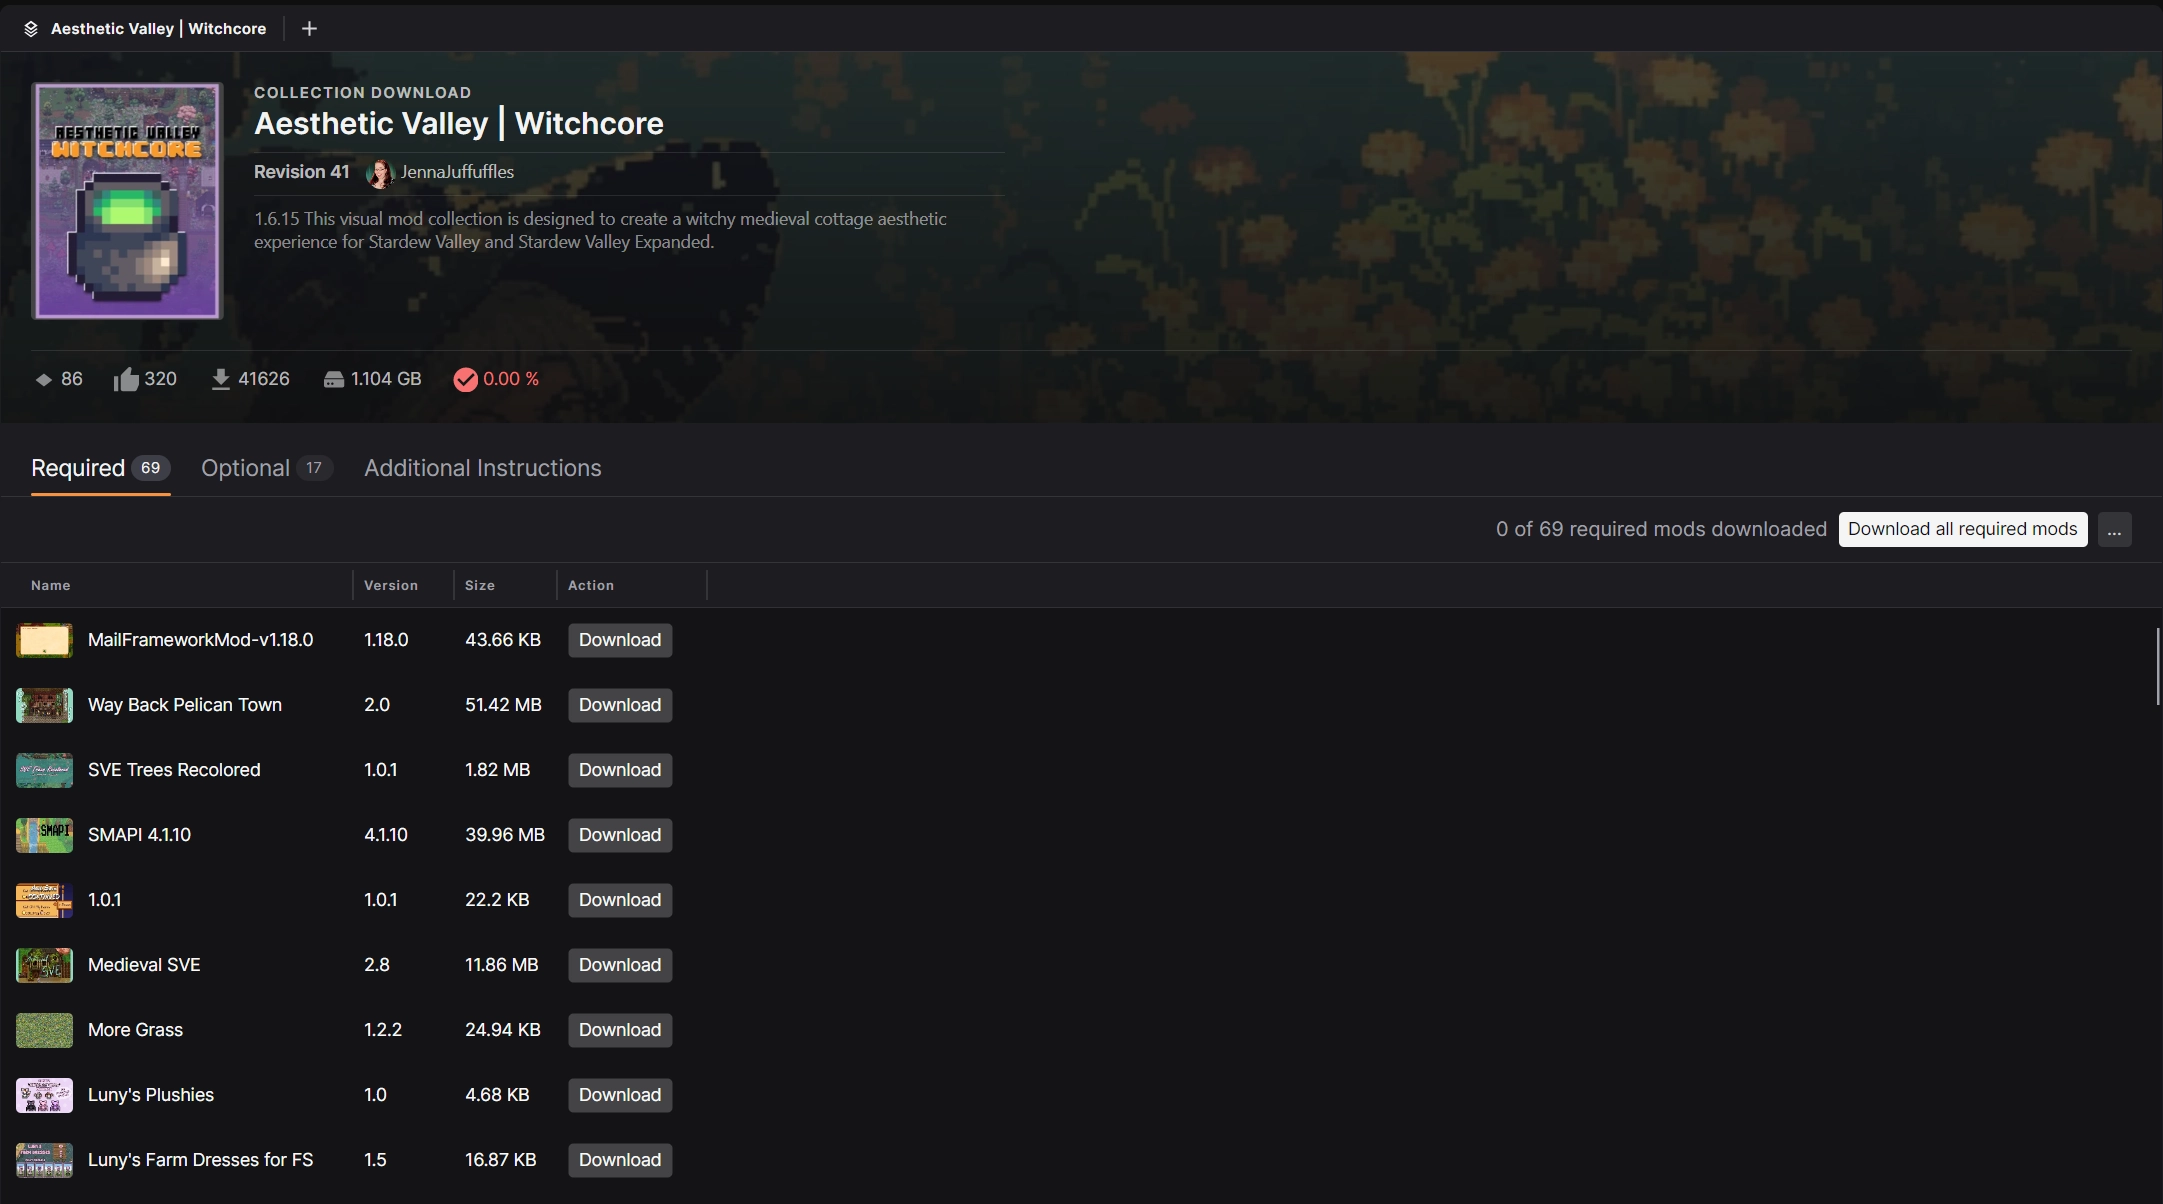 Aesthetic Valley | Witchcore
AESTHETIC VALLEY
WITCHCORE
COLLECTION DOWNLOAD
Aesthetic Valley | Witchcore
Revision 41 JennaJuffuffles
1.6.15 This visual mod collection is designed to create a witchy medieval cottage aesthetic
experience for Stardew Valley and Stardew Valley Expanded.
86 320 41626 1.104 GB 0.00 %
Required 69 Optional 17 Additional Instructions
0 of 69 required mods downloaded Download all required mods ...
Name Version Size Action
MailFrameworkMod-v1.18.0 1.18.0 43.66 KB Download
Way Back Pelican Town 2.0 51.42 MB Download
SVE Trees Recolored 1.0.1 1.82 MB Download
SMAPI SMAPI 4.1.10 4.1.10 39.96 MB Download
1.0.1 1.0.1 22.2 KB Download
Medieval SVE 2.8 11.86 MB Download
More Grass 1.2.2 24.94 KB Download
Luny's Plushies 1.0 4.68 KB Download
Luny's Farm Dresses for FS 1.5 16.87 KB Download